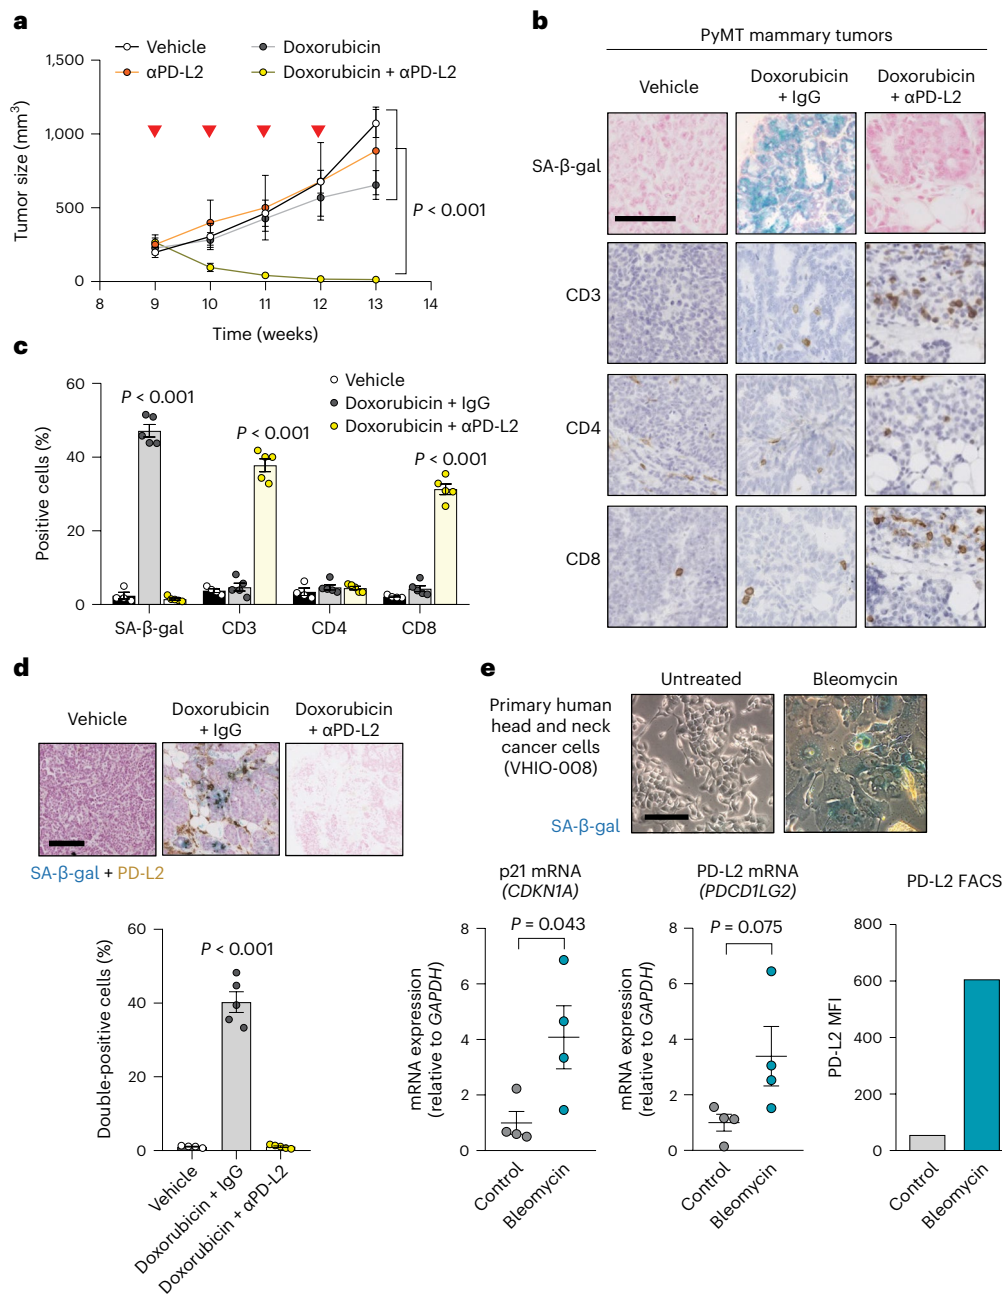 a
Vehicle
Doxorubicin
αPD-L2
Doxorubicin + αPD-L2
Tumor size (mm³)
1,500
1,000
500
0
P < 0.001
8
9
10
11
12
13
14
Time (weeks)
b
PyMT mammary tumors
Vehicle
Doxorubicin
+ IgG
Doxorubicin
+ αPD-L2
SA-β-gal
CD3
CD4
CD8
c
Vehicle
Doxorubicin + IgG
Doxorubicin + αPD-L2
Positive cells (%)
60
40
20
0
P < 0.001
P < 0.001
P < 0.001
SA-β-gal
CD3
CD4
CD8
d
Vehicle
Doxorubicin
+ IgG
Doxorubicin
+ αPD-L2
SA-β-gal + PD-L2
Double-positive cells (%)
60
40
20
0
P < 0.001
Vehicle
Doxorubicin + IgG
Doxorubicin + αPD-L2
e
Untreated
Bleomycin
Primary human
head and neck
cancer cells
(VHIO-008)
SA-β-gal
p21 mRNA
(CDKN1A)
P = 0.043
mRNA expression
(relative to GAPDH)
8
6
4
2
0
Control
Bleomycin
PD-L2 mRNA
(PDCD1LG2)
P = 0.075
mRNA expression
(relative to GAPDH)
8
6
4
2
0
Control
Bleomycin
PD-L2 FACS
PD-L2 MFI
800
600
400
200
0
Control
Bleomycin